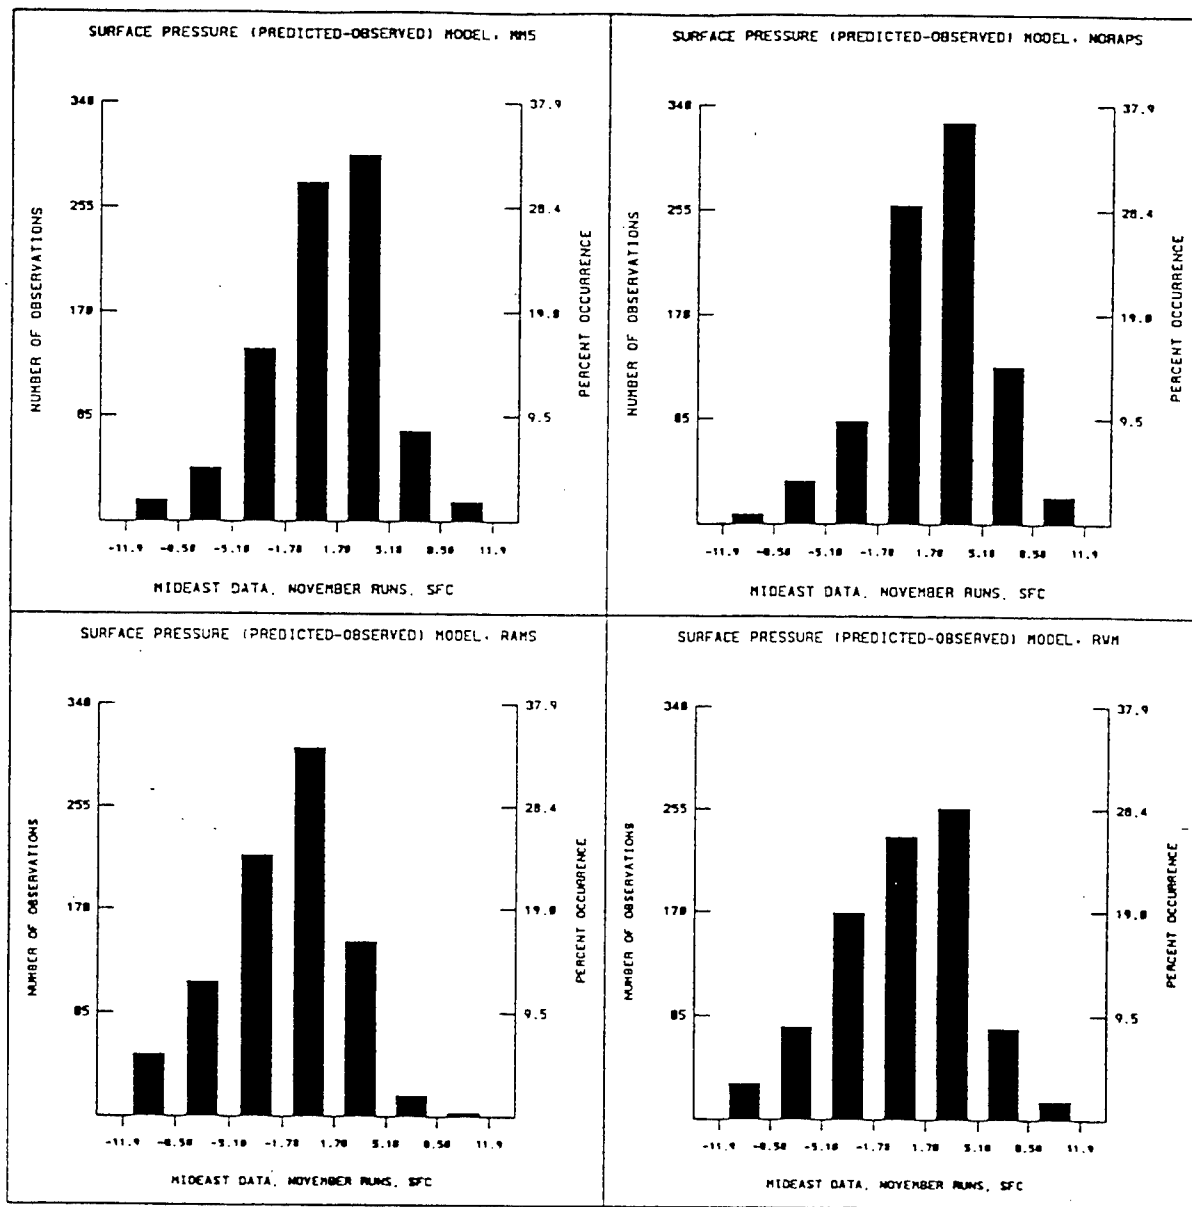 SURFACE PRESSURE (PREDICTED-OBSERVED) MODEL, MM5
340
255
170
85
NUMBER OF OBSERVATIONS
37.9
28.4
19.0
9.5
PERCENT OCCURRENCE
-11.9 -8.50 -5.10 -1.70 1.70 5.10 8.50 11.9
MIDEAST DATA, NOVEMBER RUNS, SFC
SURFACE PRESSURE (PREDICTED-OBSERVED) MODEL, NORAPS
340
255
170
85
NUMBER OF OBSERVATIONS
37.9
28.4
19.0
9.5
PERCENT OCCURRENCE
-11.9 -8.50 -5.10 -1.70 1.70 5.10 8.50 11.9
MIDEAST DATA, NOVEMBER RUNS, SFC
SURFACE PRESSURE (PREDICTED-OBSERVED) MODEL, RAMS
340
255
170
85
NUMBER OF OBSERVATIONS
37.9
28.4
19.0
9.5
PERCENT OCCURRENCE
-11.9 -8.50 -5.10 -1.70 1.70 5.10 8.50 11.9
MIDEAST DATA, NOVEMBER RUNS, SFC
SURFACE PRESSURE (PREDICTED-OBSERVED) MODEL, RWM
340
255
170
85
NUMBER OF OBSERVATIONS
37.9
28.4
19.0
9.5
PERCENT OCCURRENCE
-11.9 -8.50 -5.10 -1.70 1.70 5.10 8.50 11.9
MIDEAST DATA, NOVEMBER RUNS, SFC